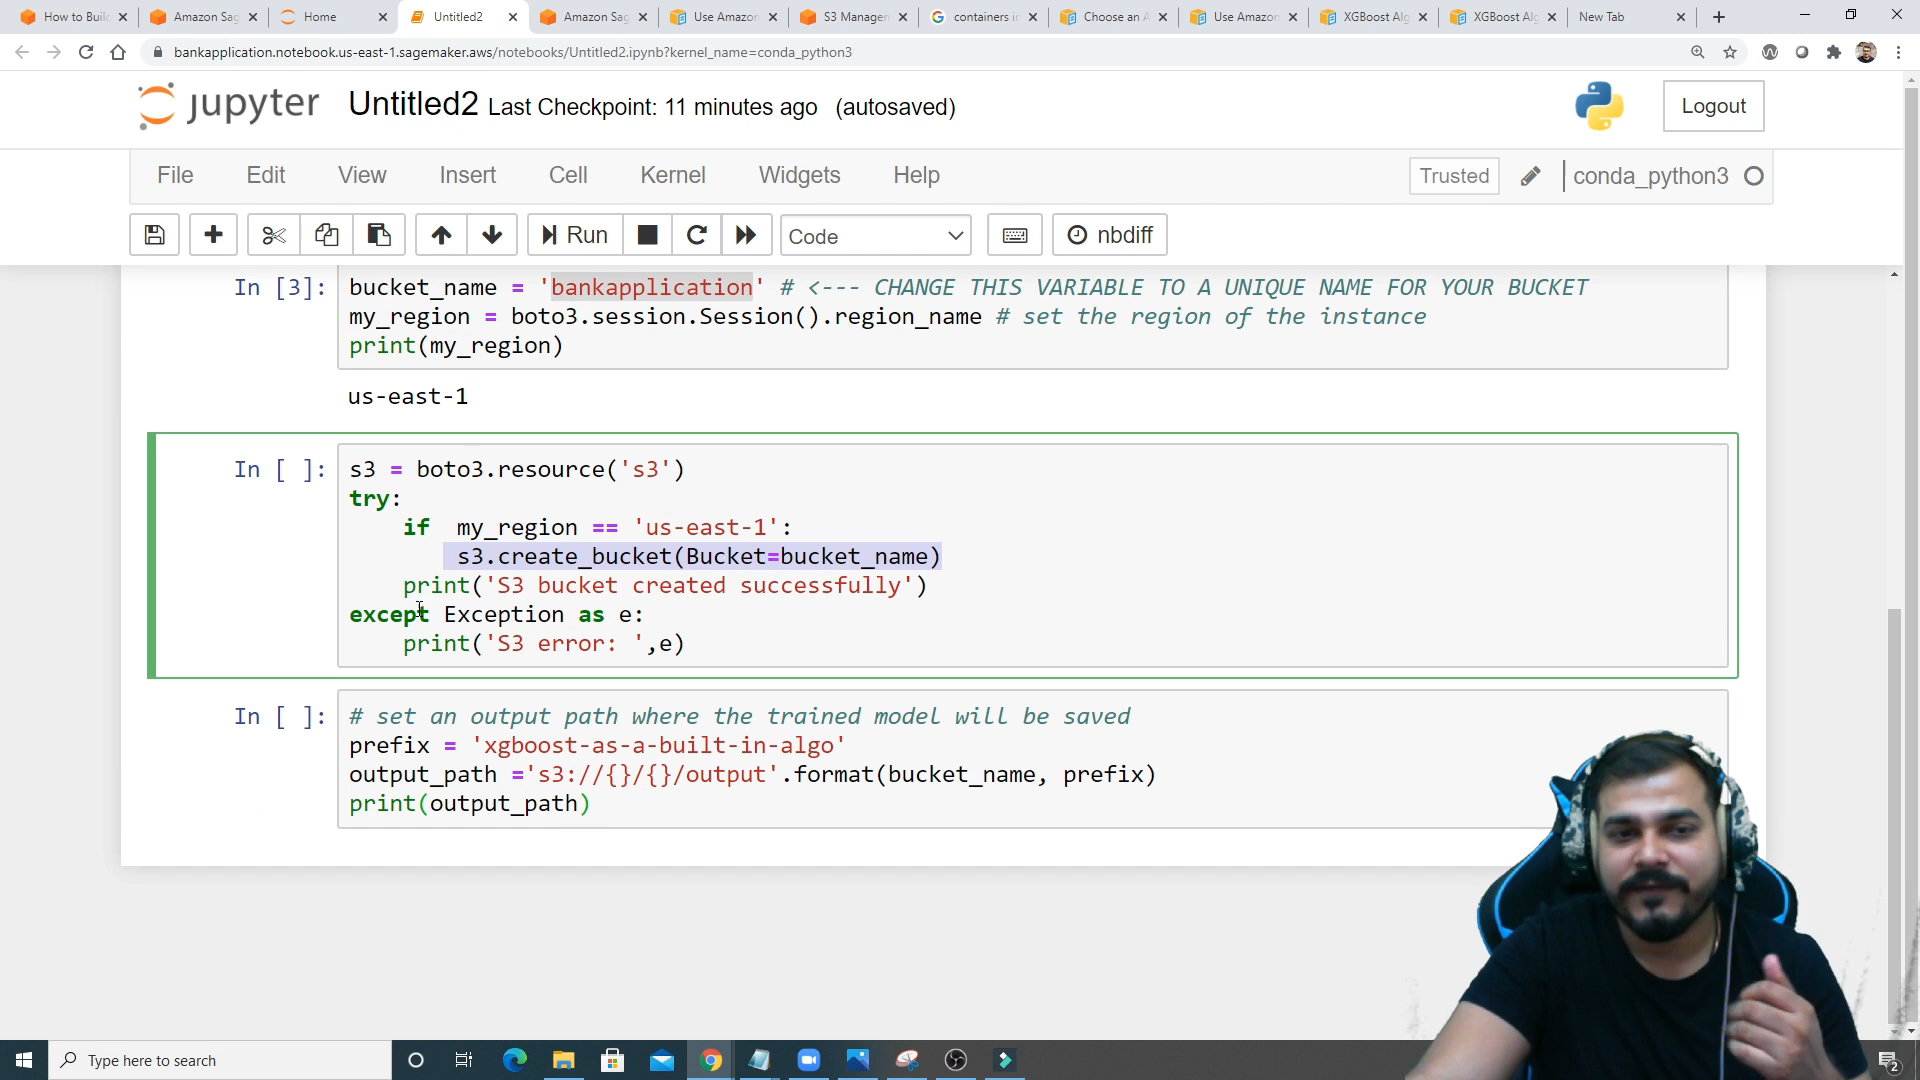 How to Buil
Amazon Sag
Home
Untitled2
Amazon Sag
Use Amazon
S3 Managem
containers in
Choose an A
Use Amazon
XGBoost Alg
XGBoost Alg
New Tab
bankapplication.notebook.us-east-1.sagemaker.aws/notebooks/Untitled2.ipynb?kernel_name=conda_python3
jupyter Untitled2 Last Checkpoint: 11 minutes ago (autosaved)
Logout
File Edit View Insert Cell Kernel Widgets Help
Trusted conda_python3
Run Code nbdiff
In [3]: bucket_name = 'bankapplication' # <--- CHANGE THIS VARIABLE TO A UNIQUE NAME FOR YOUR BUCKET
my_region = boto3.session.Session().region_name # set the region of the instance
print(my_region)
us-east-1
In [ ]: s3 = boto3.resource('s3')
try:
if my_region == 'us-east-1':
s3.create_bucket(Bucket=bucket_name)
print('S3 bucket created successfully')
except Exception as e:
print('S3 error: ',e)
In [ ]: # set an output path where the trained model will be saved
prefix = 'xgboost-as-a-built-in-algo'
output_path ='s3://{}/{}/output'.format(bucket_name, prefix)
print(output_path)
Type here to search
2